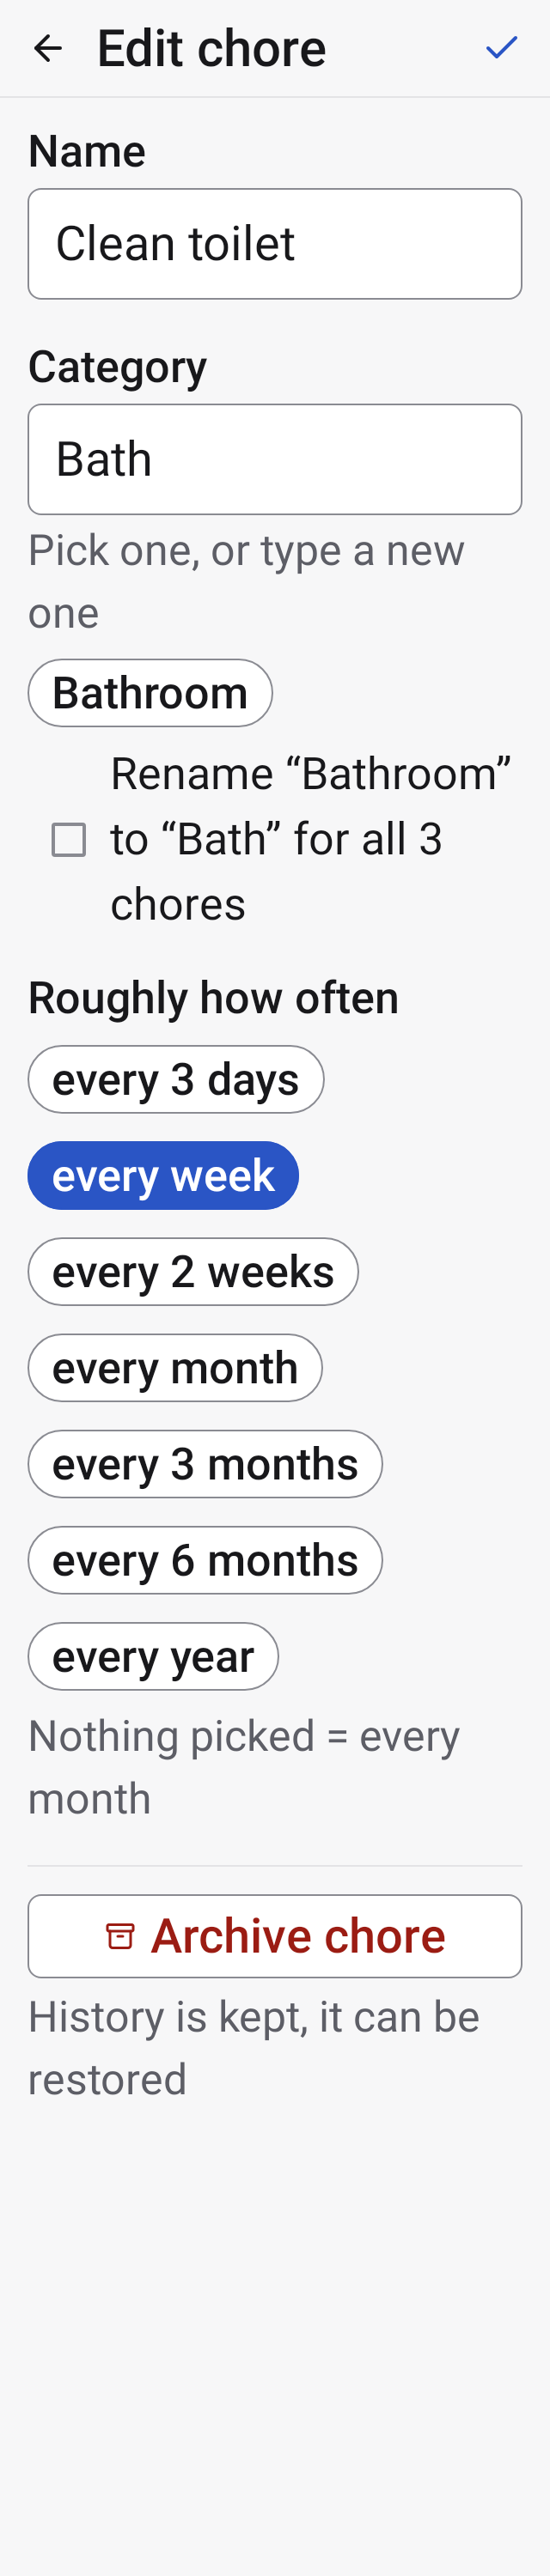 Edit chore
Name
Clean toilet
Category
Bath
Pick one, or type a new
one
Bathroom
Rename “Bathroom”
to “Bath” for all 3
chores
Roughly how often
every 3 days
every week
every 2 weeks
every month
every 3 months
every 6 months
every year
Nothing picked = every
month
Archive chore
History is kept, it can be
restored